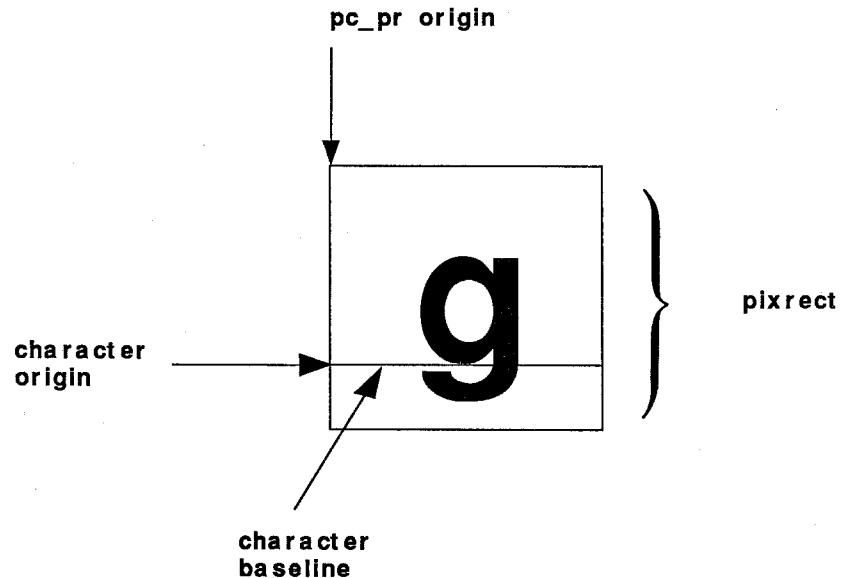 pc_pr origin
g
pixrect
character
origin
character
baseline